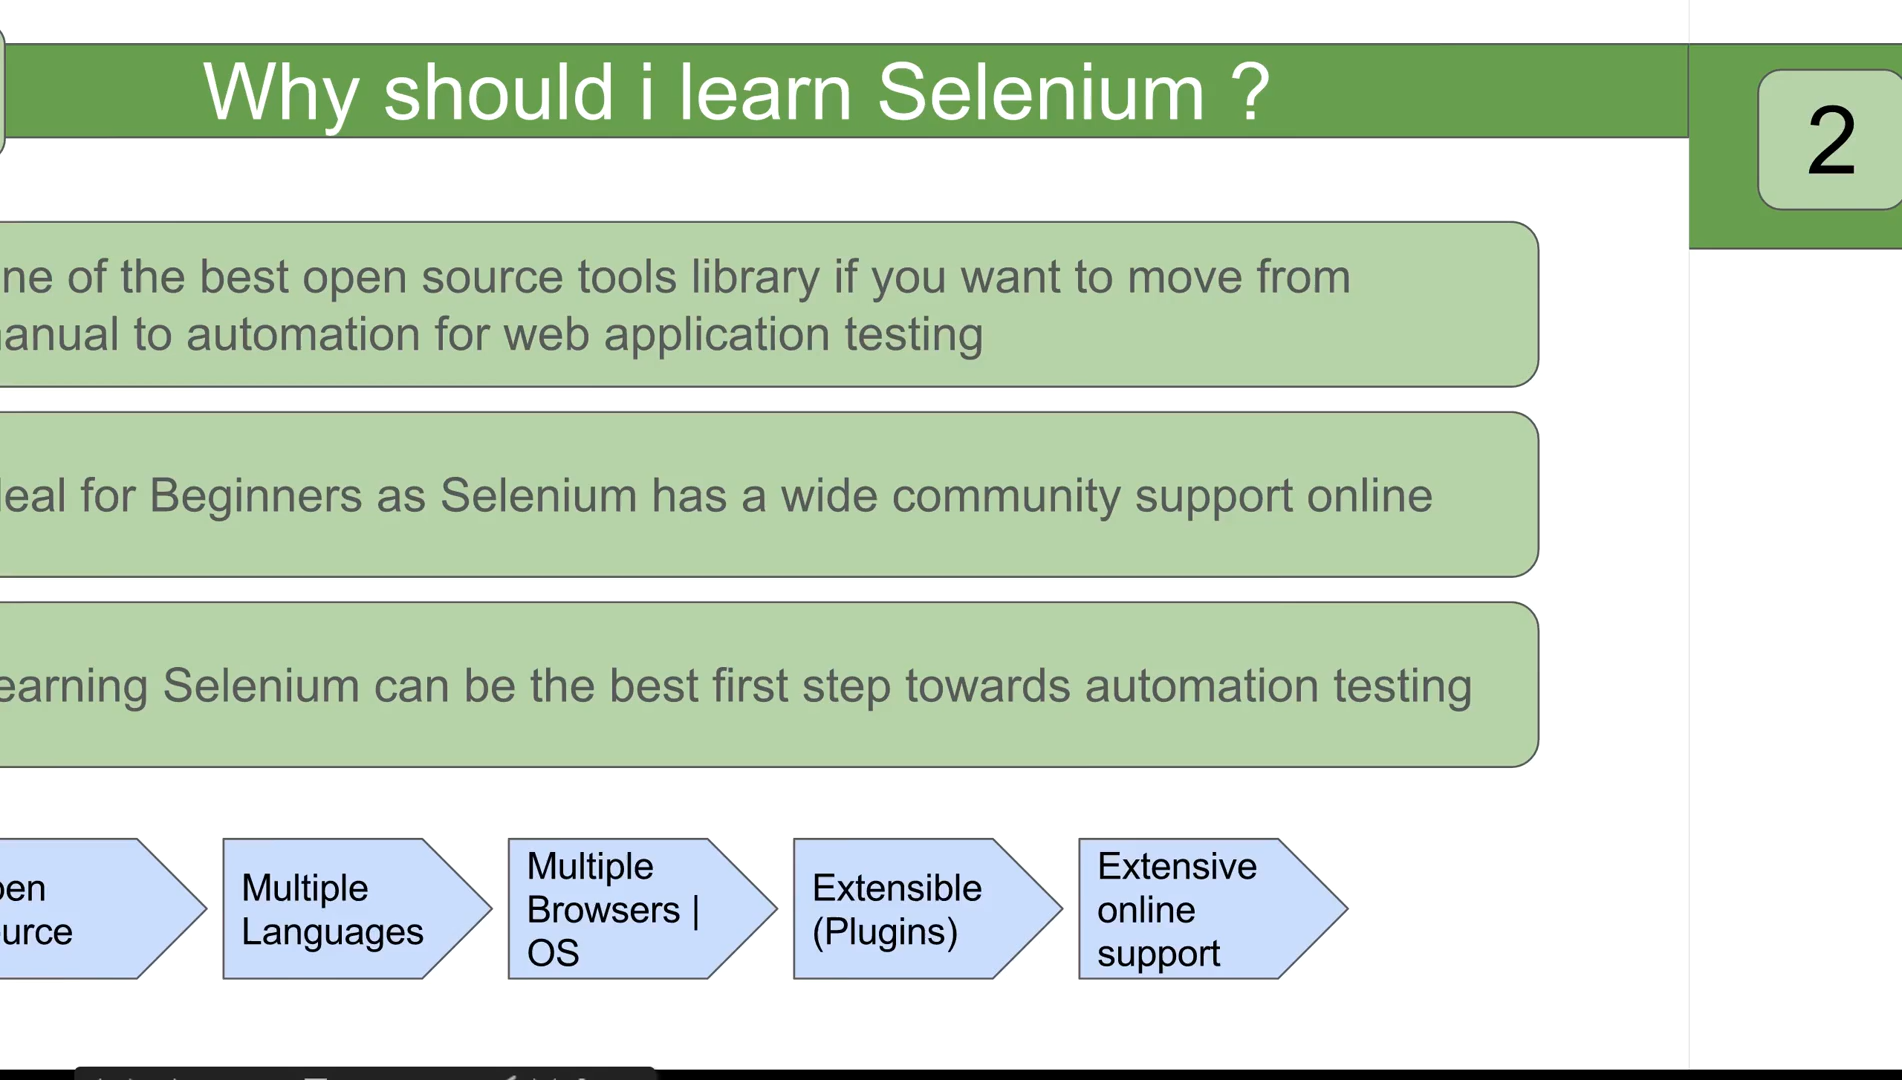 Why should i learn Selenium ?
2
ne of the best open source tools library if you want to move from
anual to automation for web application testing
eal for Beginners as Selenium has a wide community support online
earning Selenium can be the best first step towards automation testing
en
urce
Multiple
Languages
Multiple
Browsers |
OS
Extensible
(Plugins)
Extensive
online
support